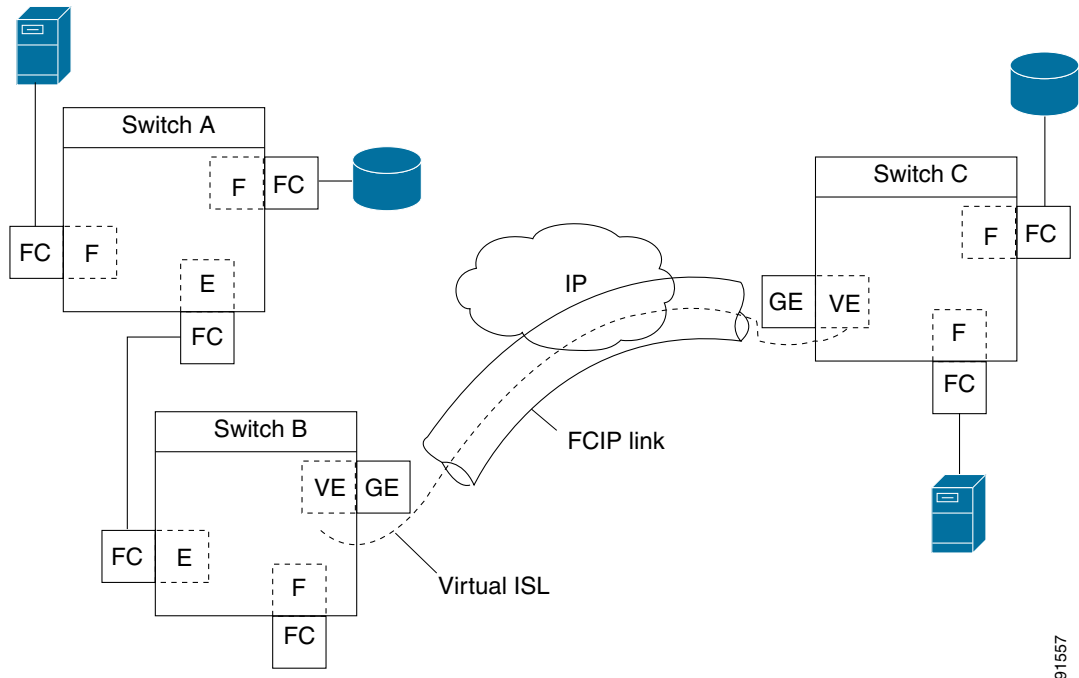 Switch A
F FC
FC F
E
FC
Switch C
F FC
IP
GE VE
F
FC
FCIP link
Switch B
VE GE
FC E
F
FC
Virtual ISL
91557